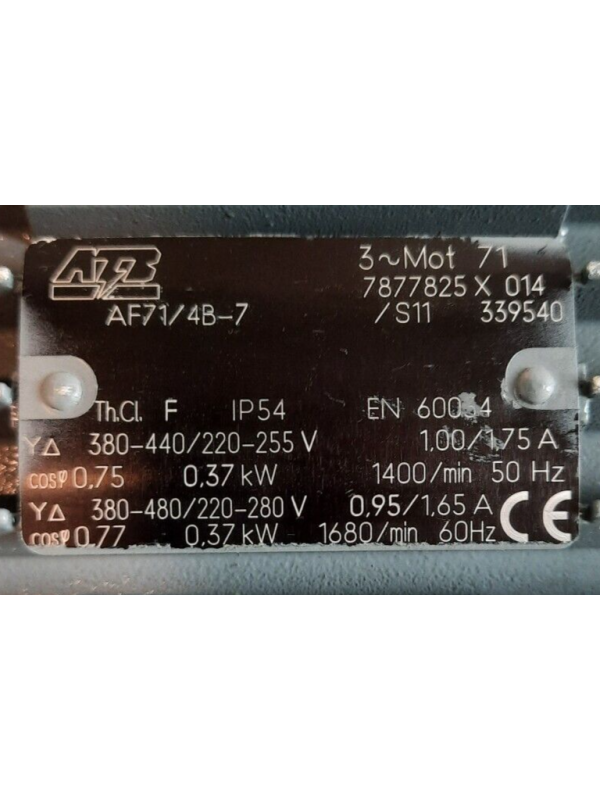 ATB
3~Mot 71
7877825 X 014
AF71/4B-7 /S11 339540
Th.Cl. F IP54 EN 60034
Y∆ 380-440/220-255 V 1,00/1,75 A
cosφ 0,75 0,37 kW 1400/min 50 Hz
Y∆ 380-480/220-280 V 0,95/1,65 A
cosφ 0,77 0,37 kW 1680/min 60Hz CE